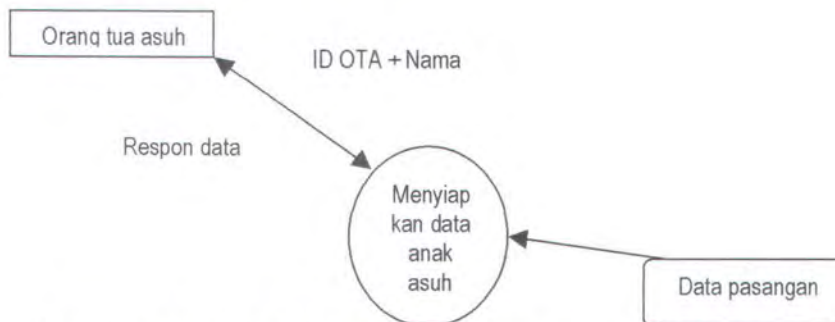 Orang tua asuh
ID OTA + Nama
Respon data
Menyiap
kan data
anak
asuh
Data pasangan